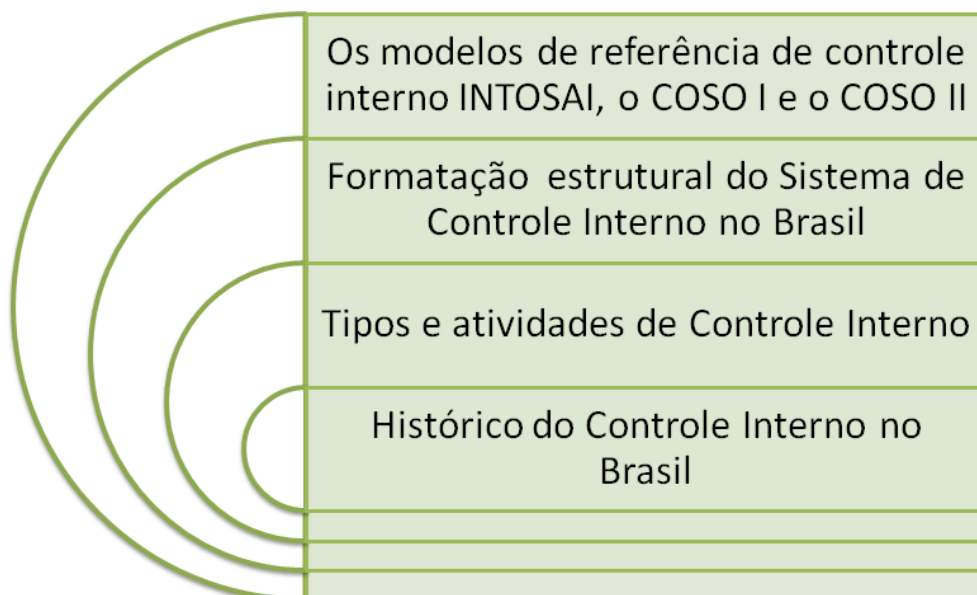 Os modelos de referência de controle
interno INTOSAI, o COSO I e o COSO II
Formatação estrutural do Sistema de
Controle Interno no Brasil
Tipos e atividades de Controle Interno
Histórico do Controle Interno no
Brasil